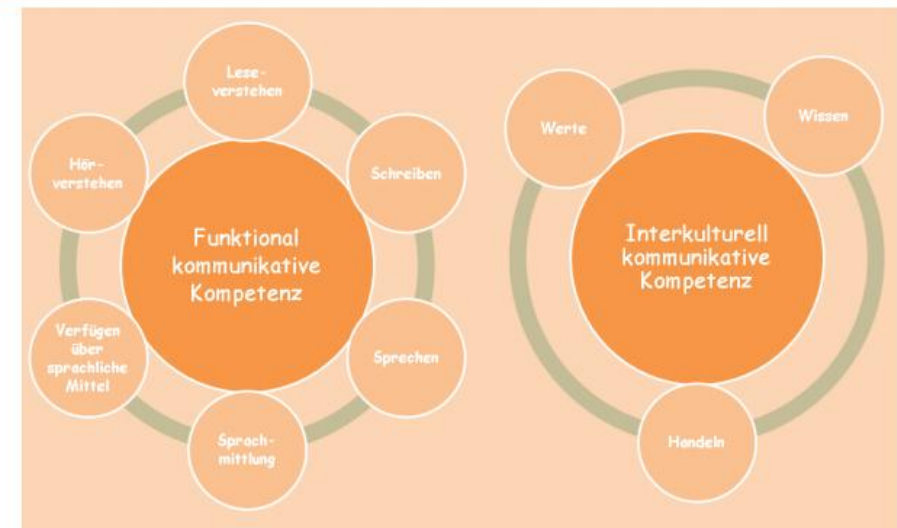 Lese-
verstehen
Hör-
verstehen
Schreiben
Funktional
kommunikative
Kompetenz
Verfügen
über
sprachliche
Mittel
Sprechen
Sprach-
mittlung
Werte
Wissen
Interkulturell
kommunikative
Kompetenz
Handeln